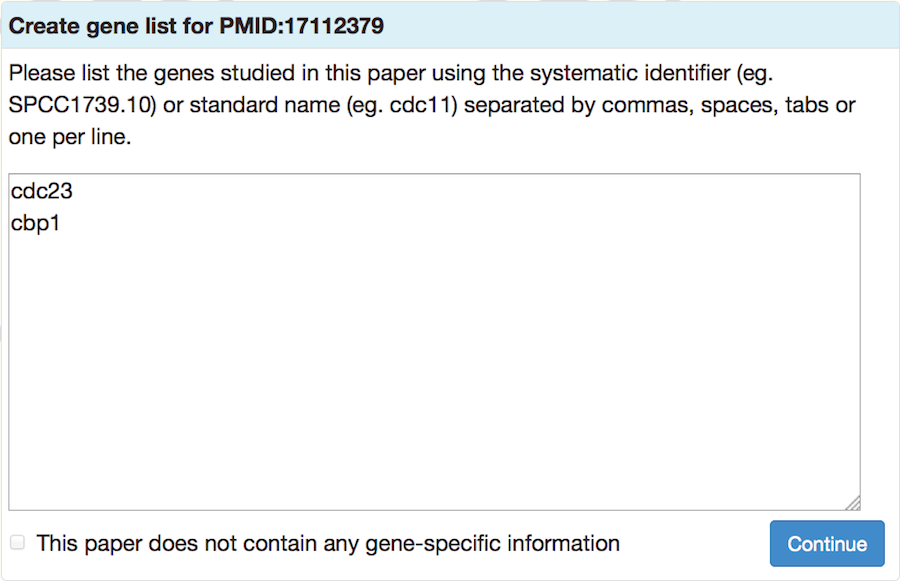 Create gene list for PMID:17112379
Please list the genes studied in this paper using the systematic identifier (eg.
SPCC1739.10) or standard name (eg. cdc11) separated by commas, spaces, tabs or
one per line.
cdc23
cbp1
This paper does not contain any gene-specific information
Continue